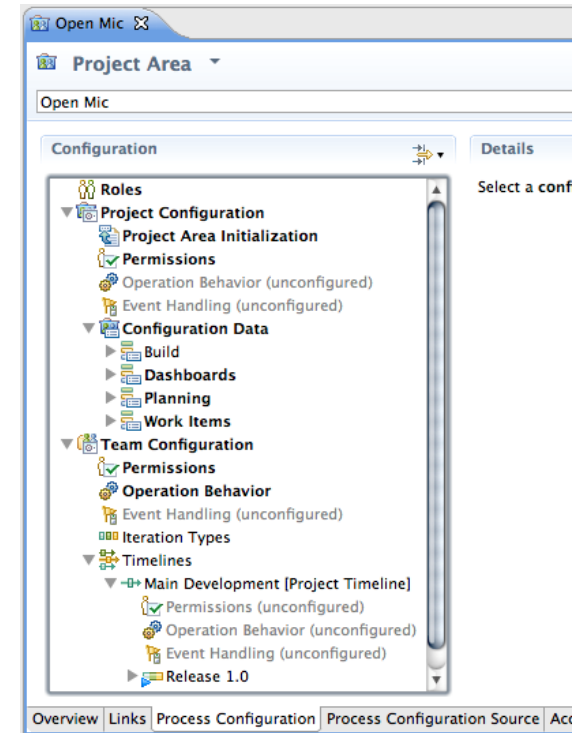 Open Mic
Project Area
Open Mic
Configuration
Details
Roles
Select a conf
Project Configuration
Project Area Initialization
Permissions
Operation Behavior (unconfigured)
Event Handling (unconfigured)
Configuration Data
Build
Dashboards
Planning
Work Items
Team Configuration
Permissions
Operation Behavior
Event Handling (unconfigured)
Iteration Types
Timelines
Main Development [Project Timeline]
Permissions (unconfigured)
Operation Behavior (unconfigured)
Event Handling (unconfigured)
Release 1.0
Overview Links Process Configuration Process Configuration Source Acc